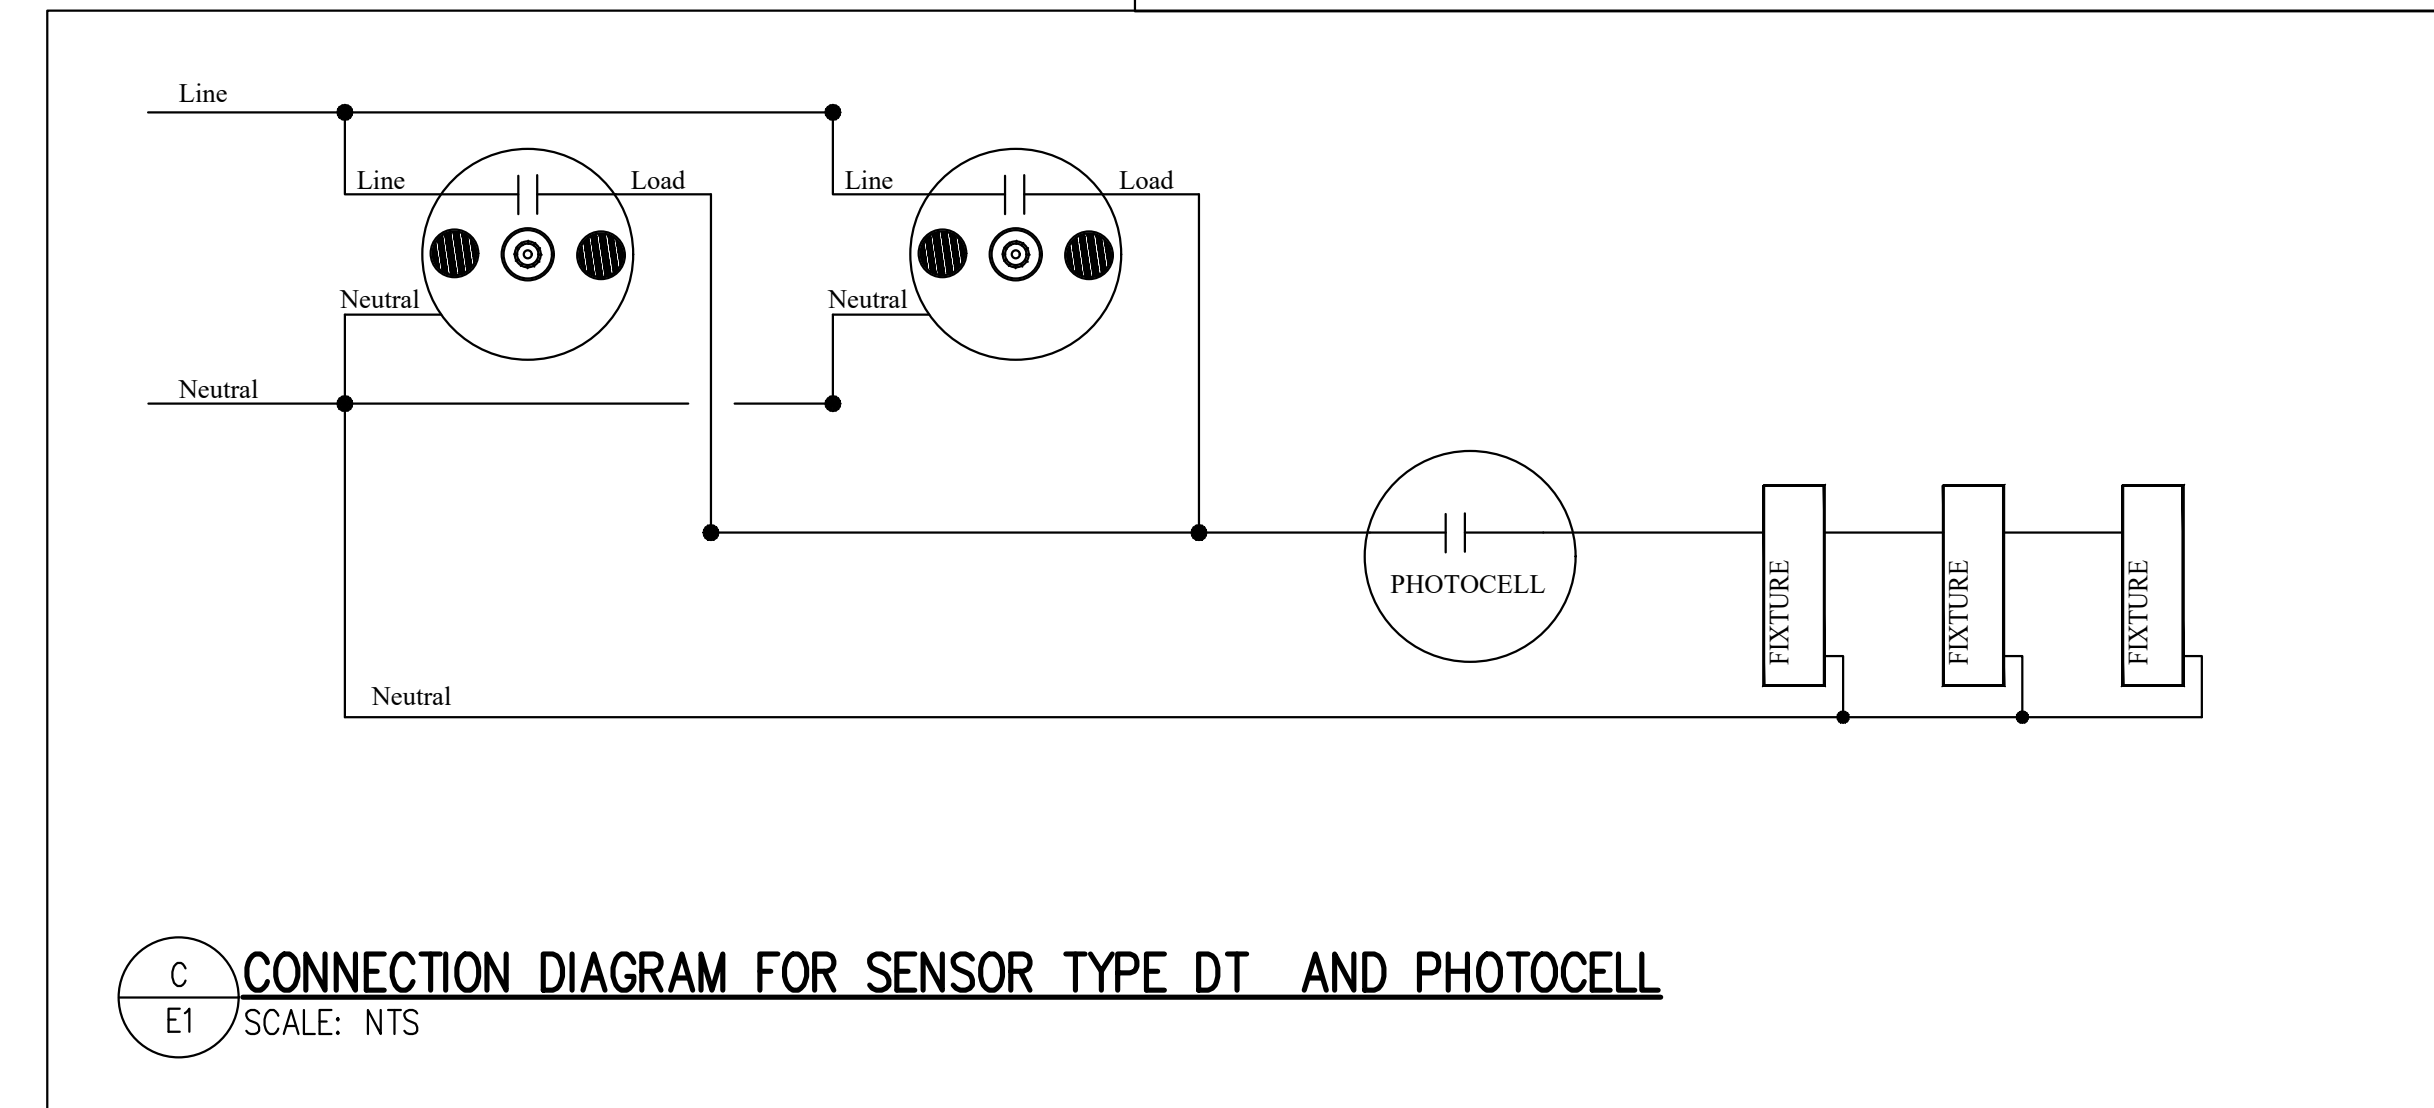 Line
Line
Load
Line
Load
Neutral
Neutral
Neutral
PHOTOCELL
FIXTURE
FIXTURE
FIXTURE
Neutral
C
E1
CONNECTION DIAGRAM FOR SENSOR TYPE DT AND PHOTOCELL
SCALE: NTS